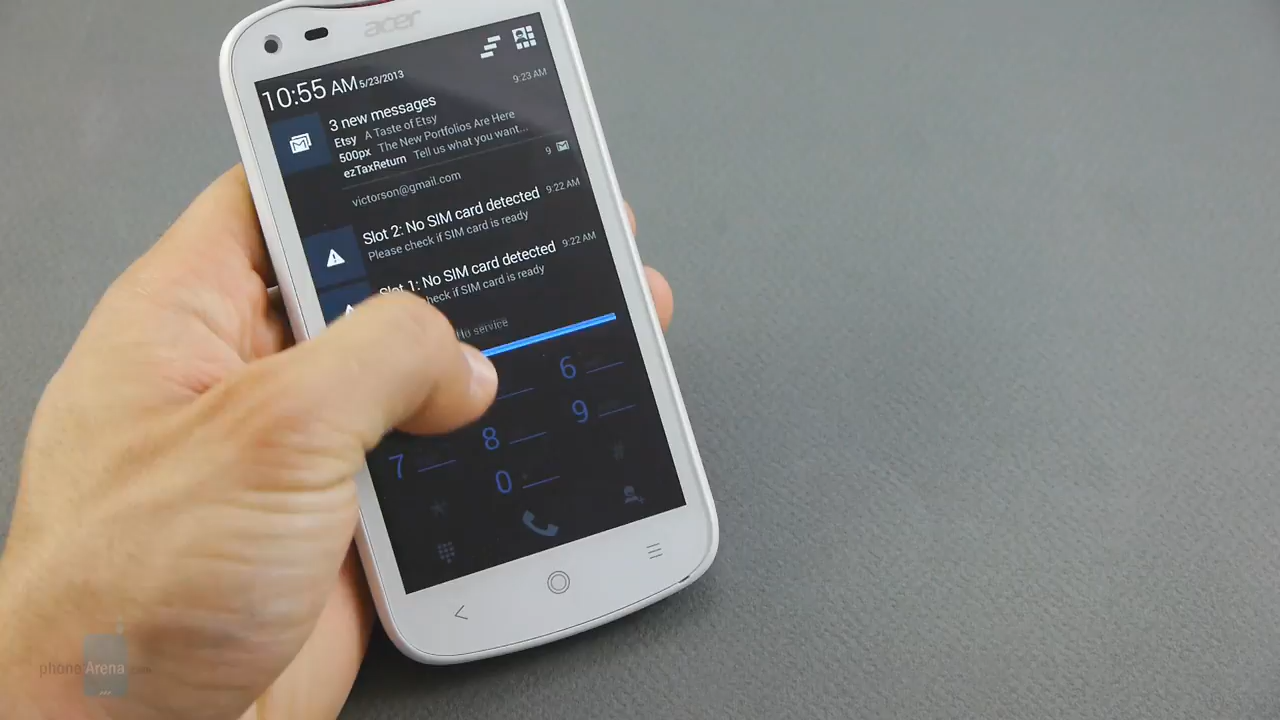 acer
10:55 AM 5/23/2013
3 new messages 9:23 AM
Etsy A Taste of Etsy
500px The New Portfolios Are Here
ezTaxReturn Tell us what you want...
victorson@gmail.com 9
Slot 2: No SIM card detected 9:22 AM
Please check if SIM card is ready
Slot 1: No SIM card detected 9:22 AM
check if SIM card is ready
No service
6
9
8
7
0
#
*
phoneArena.com